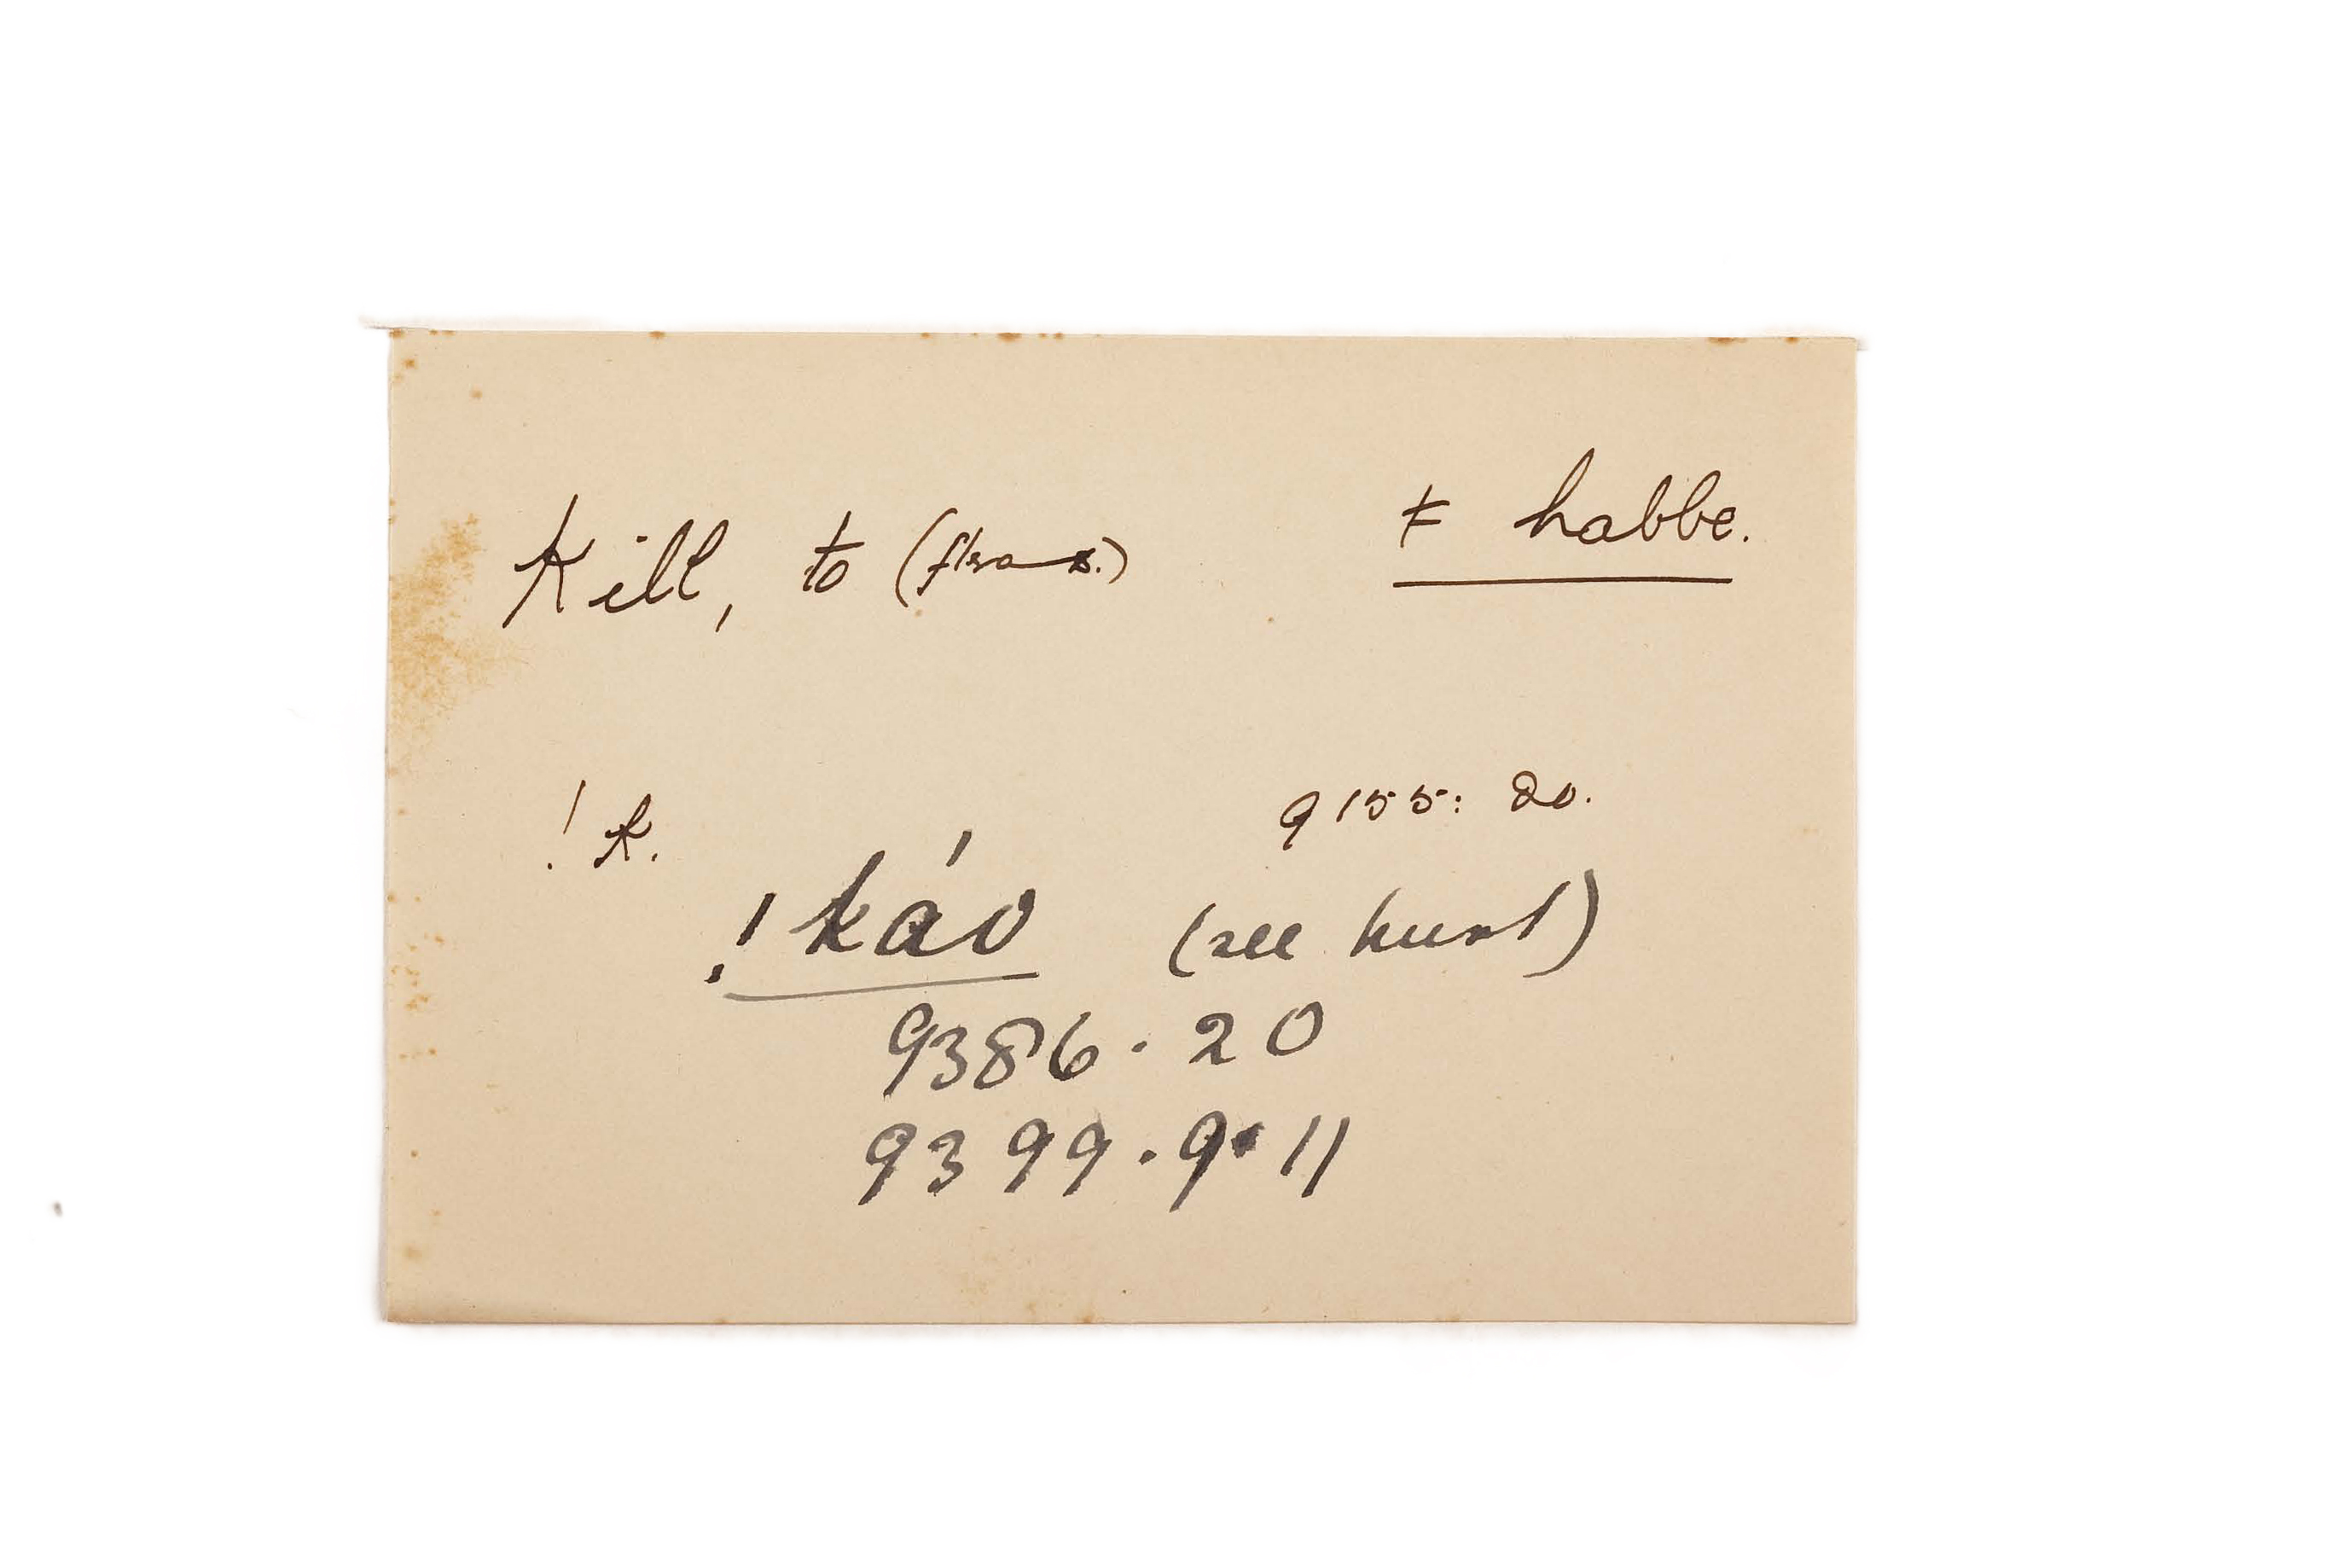 Kill, to (trans.) ǂ habbe.
!k. 9155: 20.
!káo (see hunt)
9386. 20
9399. 9. 11